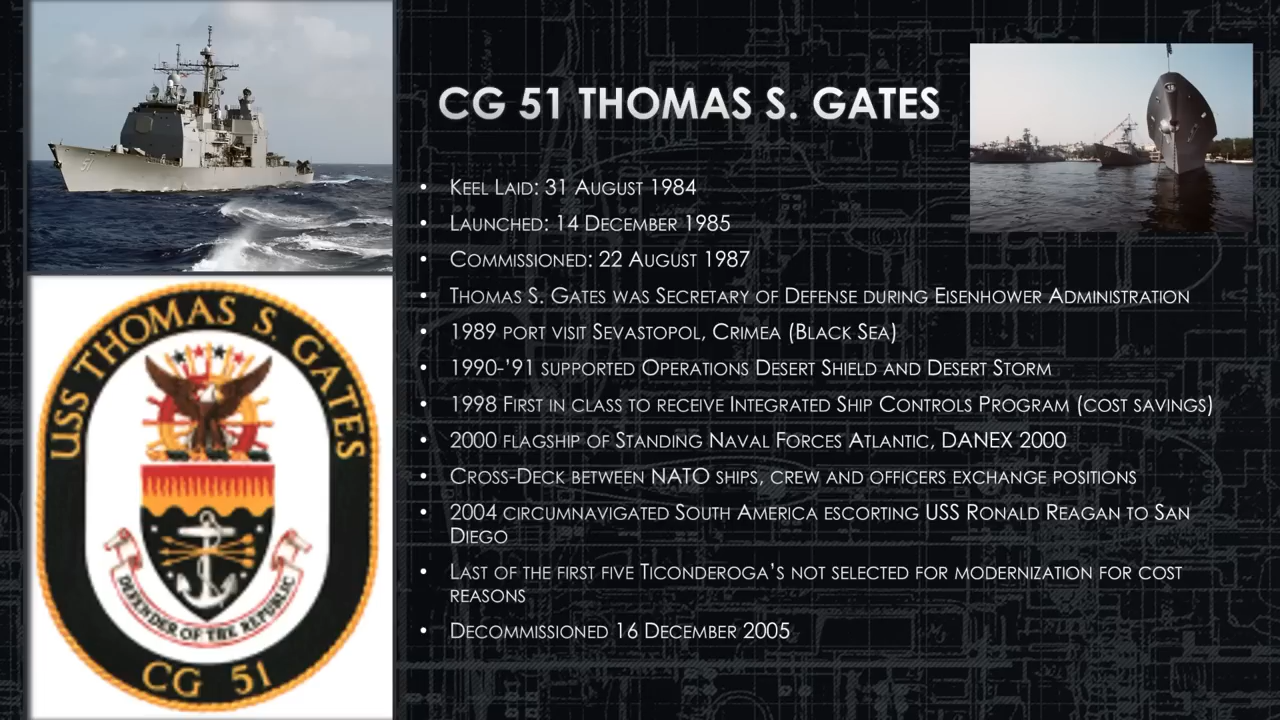 CG 51 THOMAS S. GATES
• KEEL LAID: 31 AUGUST 1984
• LAUNCHED: 14 DECEMBER 1985
• COMMISSIONED: 22 AUGUST 1987
• THOMAS S. GATES WAS SECRETARY OF DEFENSE DURING EISENHOWER ADMINISTRATION
• 1989 PORT VISIT SEVASTOPOL, CRIMEA (BLACK SEA)
• 1990-'91 SUPPORTED OPERATIONS DESERT SHIELD AND DESERT STORM
• 1998 FIRST IN CLASS TO RECEIVE INTEGRATED SHIP CONTROLS PROGRAM (COST SAVINGS)
• 2000 FLAGSHIP OF STANDING NAVAL FORCES ATLANTIC, DANEX 2000
• CROSS-DECK BETWEEN NATO SHIPS, CREW AND OFFICERS EXCHANGE POSITIONS
• 2004 CIRCUMNAVIGATED SOUTH AMERICA ESCORTING USS RONALD REAGAN TO SAN
DIEGO
• LAST OF THE FIRST FIVE TICONDEROGA'S NOT SELECTED FOR MODERNIZATION FOR COST
REASONS
• DECOMMISSIONED 16 DECEMBER 2005
51
USS THOMAS S. GATES
DEFENDER OF THE REPUBLIC
CG 51